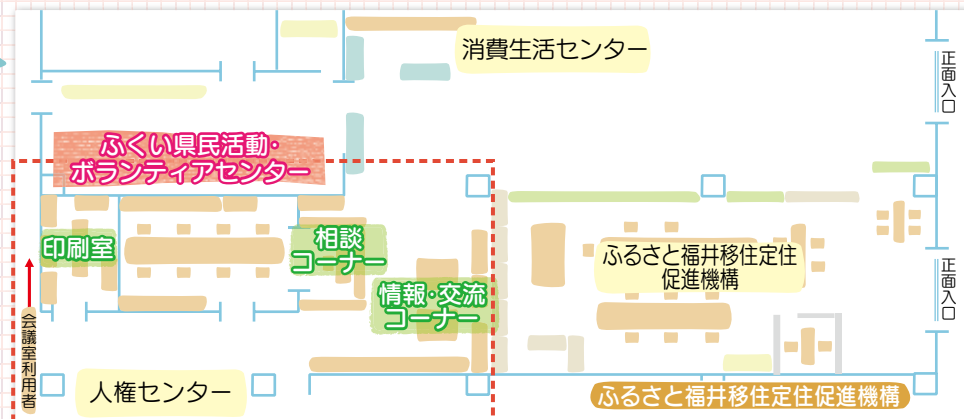 消費生活センター
正面入口
ふくい県民活動・
ボランティアセンター
印刷室
相談
コーナー
ふるさと福井移住定住
促進機構
情報・交流
コーナー
正面入口
会議室利用者
人権センター
ふるさと福井移住定住促進機構